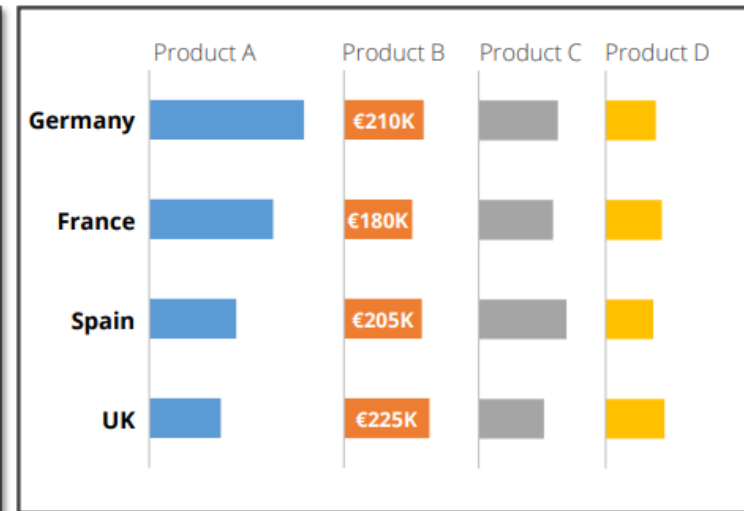 Product A Product B Product C Product D
Germany €210K
France €180K
Spain €205K
UK €225K